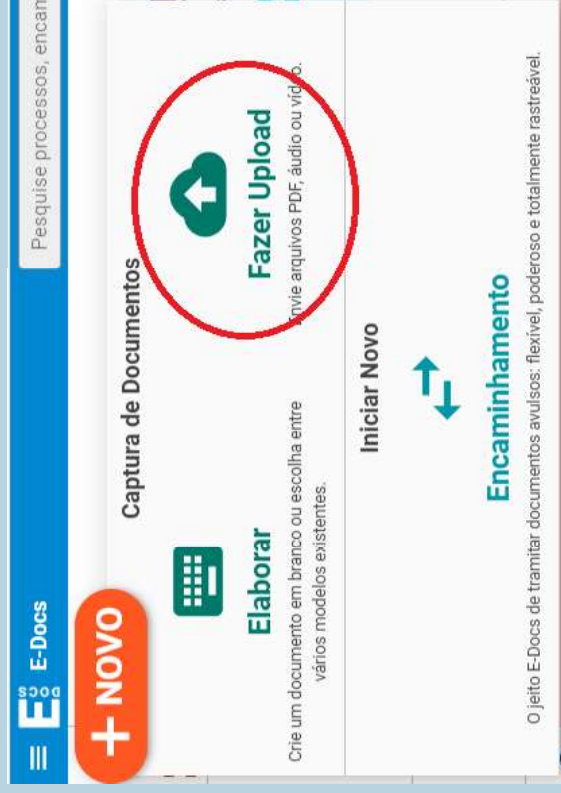 E-Docs
DOCS
Pesquise processos, encam
+ NOVO
Captura de Documentos
Elaborar
Crie um documento em branco ou escolha entre
vários modelos existentes.
Fazer Upload
Envie arquivos PDF, áudio ou vídeo.
Iniciar Novo
Encaminhamento
O jeito E-Docs de tramitar documentos avulsos: flexível, poderoso e totalmente rastreável.